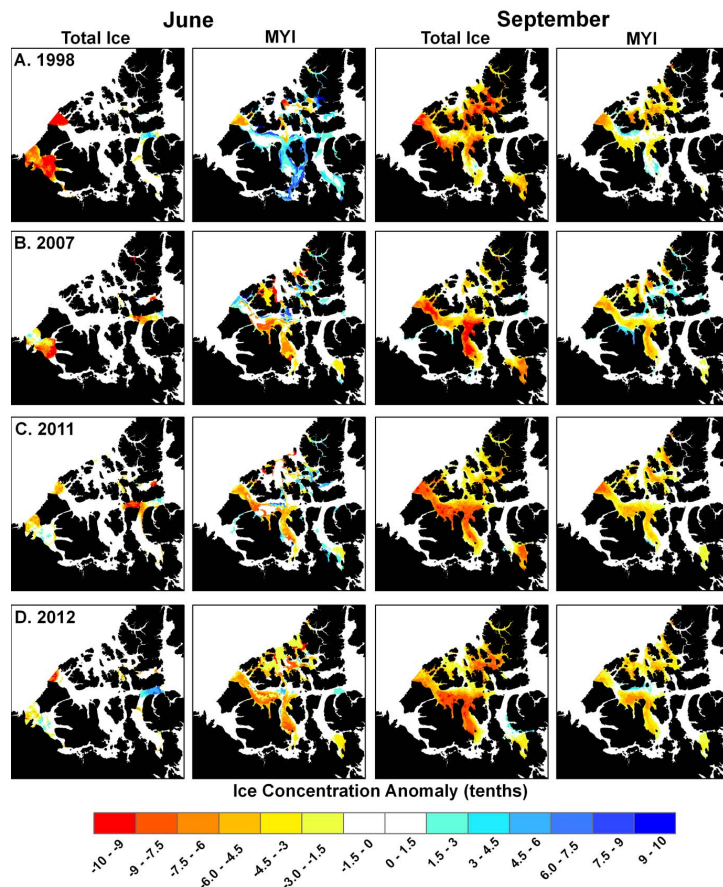 June September
Total Ice MYI Total Ice MYI
A. 1998
B. 2007
C. 2011
D. 2012
Ice Concentration Anomaly (tenths)
-10 - -9 -9 - -7.5 -7.5 - -6 -6.0 - -4.5 -4.5 - -3 -3.0 - -1.5 -1.5 - 0 0 - 1.5 1.5 - 3 3 - 4.5 4.5 - 6 6.0 - 7.5 7.5 - 9 9 - 10